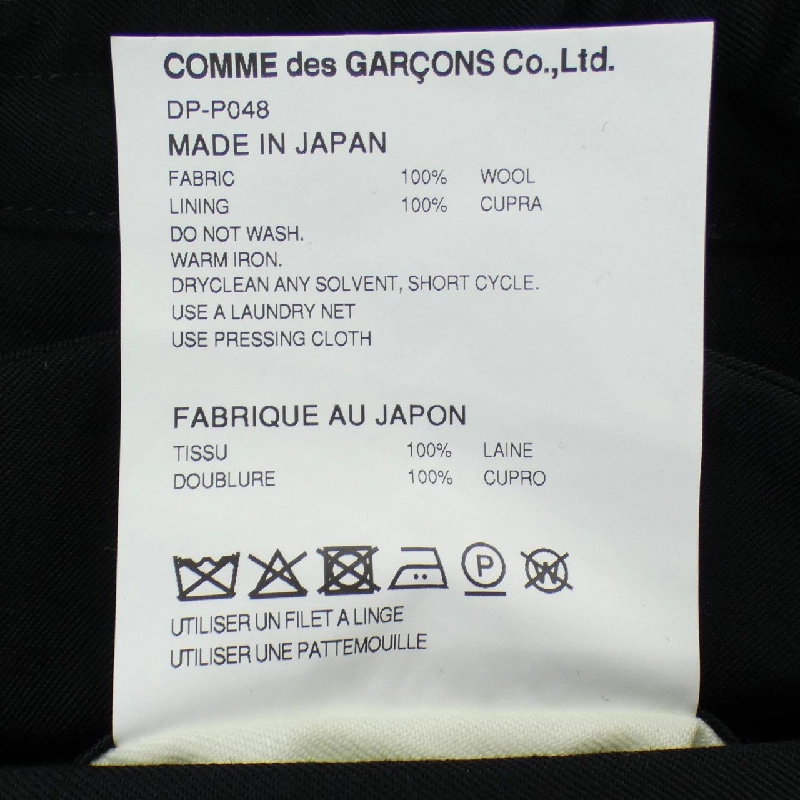 COMME des GARÇONS Co.,Ltd.
DP-P048
MADE IN JAPAN
FABRIC 100% WOOL
LINING 100% CUPRA
DO NOT WASH.
WARM IRON.
DRYCLEAN ANY SOLVENT, SHORT CYCLE.
USE A LAUNDRY NET
USE PRESSING CLOTH
FABRIQUE AU JAPON
TISSU 100% LAINE
DOUBLURE 100% CUPRO
P W
UTILISER UN FILET A LINGE
UTILISER UNE PATTEMOUILLE